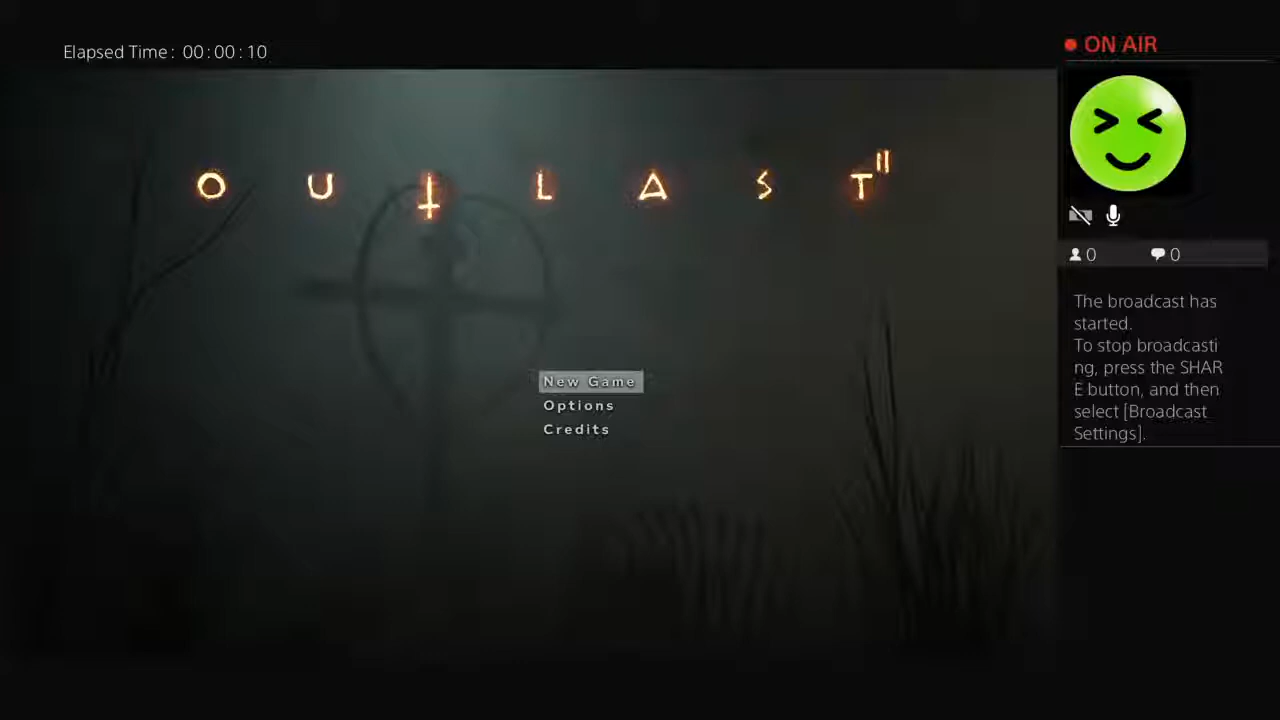 Elapsed Time: 00:00:10
ON AIR
OUTLAST II
0 0
The broadcast has
started.
To stop broadcasti
ng, press the SHAR
E button, and then
select [Broadcast
Settings].
New Game
Options
Credits